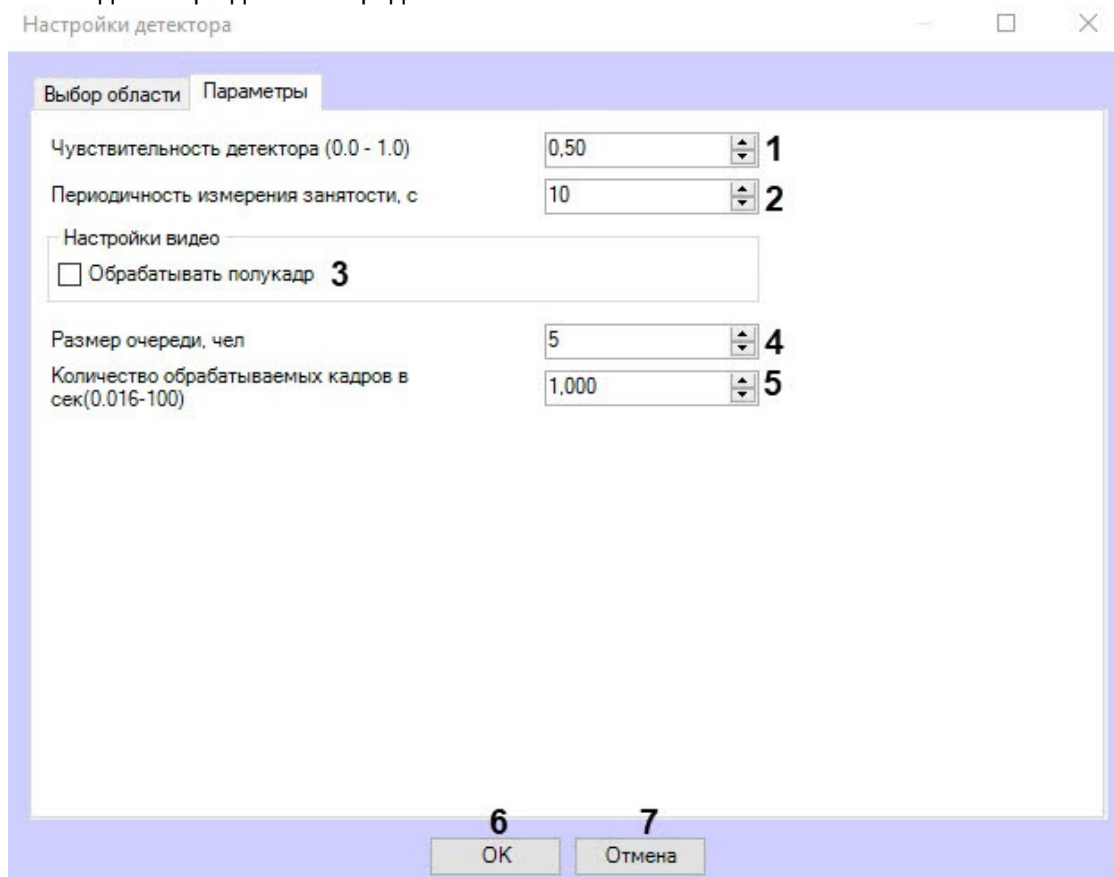 Настройки детектора
Выбор области Параметры
Чувствительность детектора (0.0 - 1.0) 0,50 1
Периодичность измерения занятости, с 10 2
Настройки видео
Обрабатывать полукадр 3
Размер очереди, чел 5 4
Количество обрабатываемых кадров в
сек(0.016-100) 1,000 5
6 7
OK Отмена